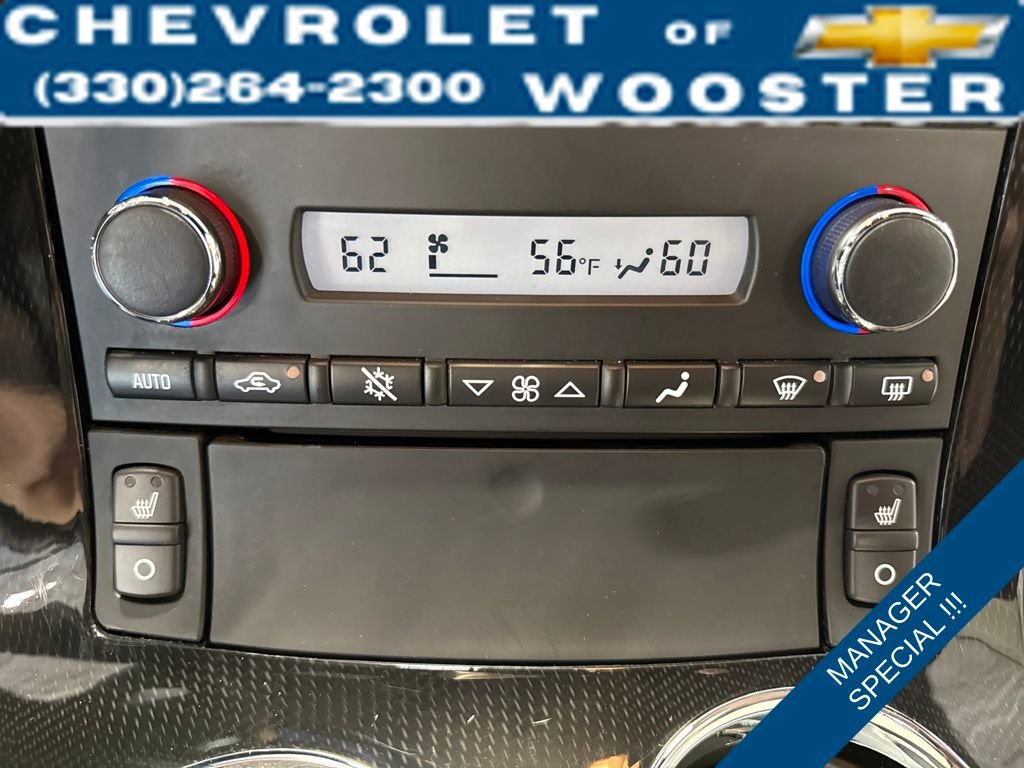 CHEVROLET OF
(330)264-2300 WOOSTER
62 56°F 60
AUTO
MANAGER
SPECIAL !!!